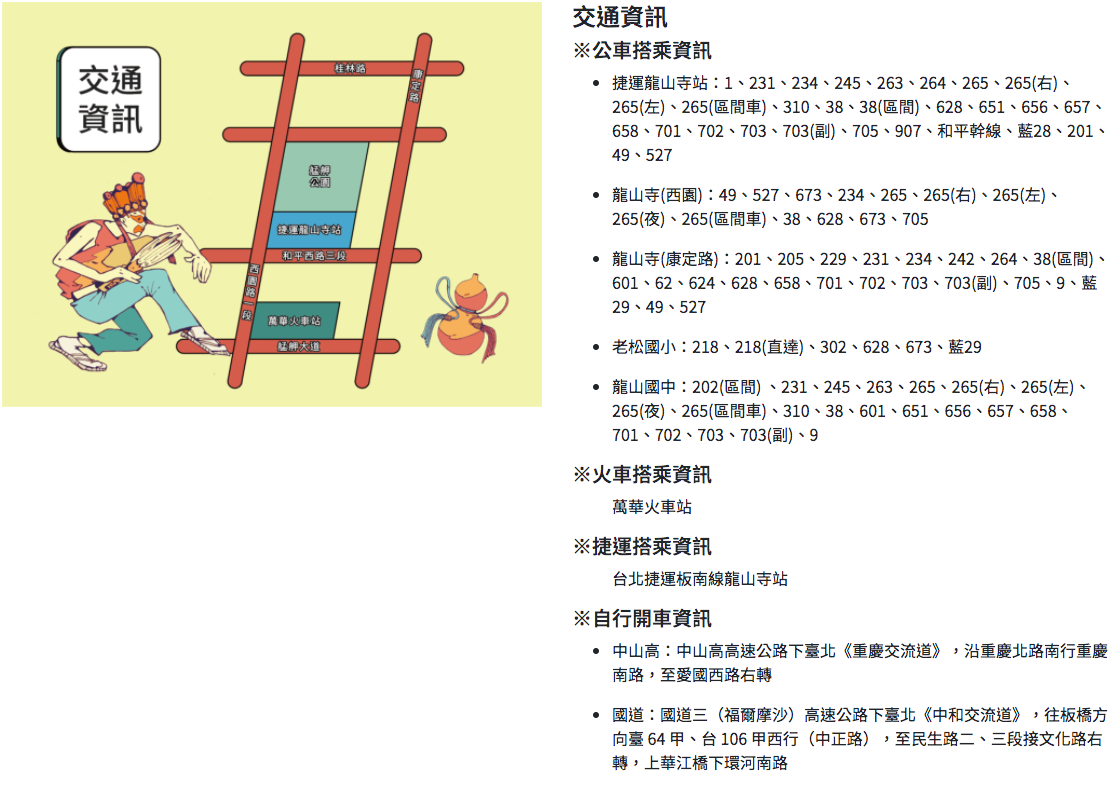 交通
資訊
桂林路
康定路
艋舺
公園
捷運龍山寺站
和平西路三段
西園路一段
萬華火車站
艋舺大道
交通資訊
※公車搭乘資訊
• 捷運龍山寺站：1、231、234、245、263、264、265、265(右)、
265(左)、265(區間車)、310、38、38(區間)、628、651、656、657、
658、701、702、703、703(副)、705、907、和平幹線、藍28、201、
49、527
• 龍山寺(西園)：49、527、673、234、265、265(右)、265(左)、
265(夜)、265(區間車)、38、628、673、705
• 龍山寺(康定路)：201、205、229、231、234、242、264、38(區間)、
601、62、624、628、658、701、702、703、703(副)、705、9、藍
29、49、527
• 老松國小：218、218(直達)、302、628、673、藍29
• 龍山國中：202(區間) 、231、245、263、265、265(右)、265(左)、
265(夜)、265(區間車)、310、38、601、651、656、657、658、
701、702、703、703(副)、9
※火車搭乘資訊
萬華火車站
※捷運搭乘資訊
台北捷運板南線龍山寺站
※自行開車資訊
• 中山高：中山高高速公路下臺北《重慶交流道》，沿重慶北路南行重慶
南路，至愛國西路右轉
• 國道：國道三（福爾摩沙）高速公路下臺北《中和交流道》，往板橋方
向臺 64 甲、台 106 甲西行（中正路），至民生路二、三段接文化路右
轉，上華江橋下環河南路